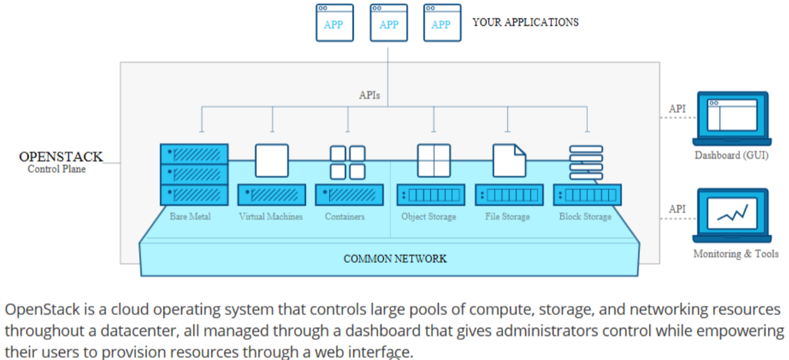 APP APP APP YOUR APPLICATIONS
APIs
API
OPENSTACK
Control Plane
Dashboard (GUI)
Bare Metal Virtual Machines Containers Object Storage File Storage Block Storage
API
Monitoring & Tools
COMMON NETWORK
OpenStack is a cloud operating system that controls large pools of compute, storage, and networking resources
throughout a datacenter, all managed through a dashboard that gives administrators control while empowering
their users to provision resources through a web interface.